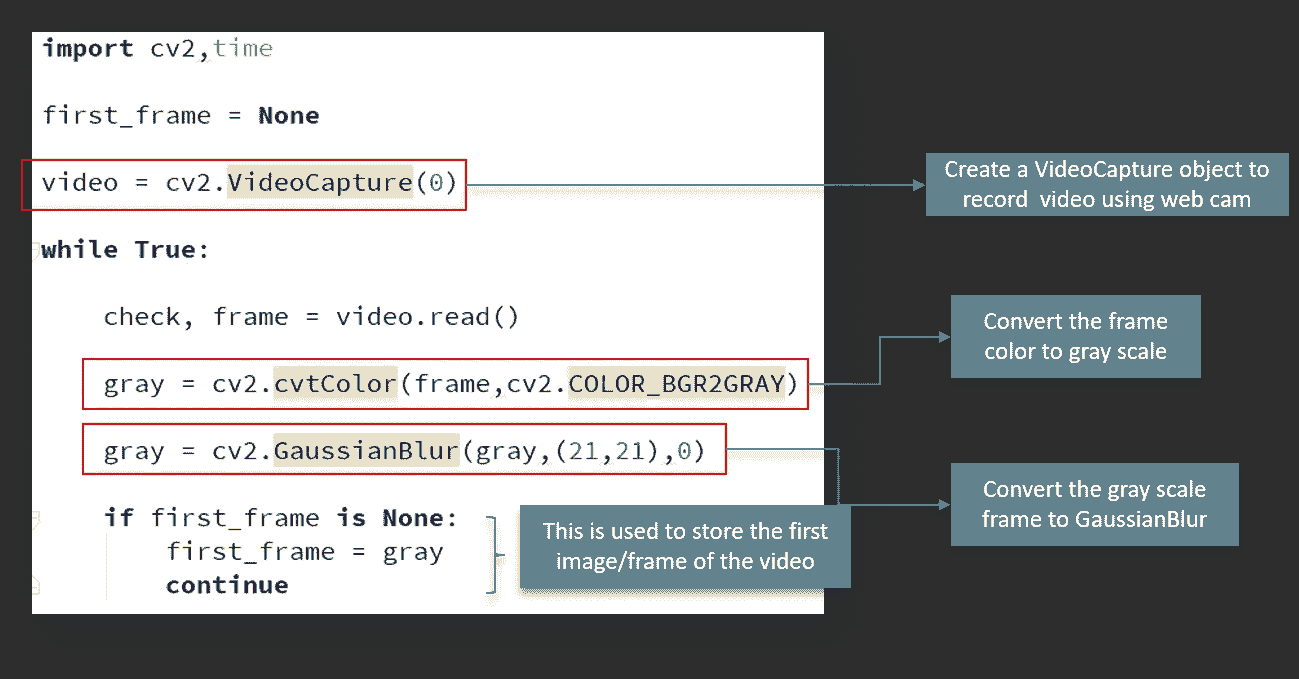 import cv2,time
first_frame = None
video = cv2.VideoCapture(0)
Create a VideoCapture object to
record video using web cam
while True:
check, frame = video.read()
gray = cv2.cvtColor(frame,cv2.COLOR_BGR2GRAY)
Convert the frame
color to gray scale
gray = cv2.GaussianBlur(gray,(21,21),0)
Convert the gray scale
frame to GaussianBlur
if first_frame is None:
first_frame = gray
continue
This is used to store the first
image/frame of the video